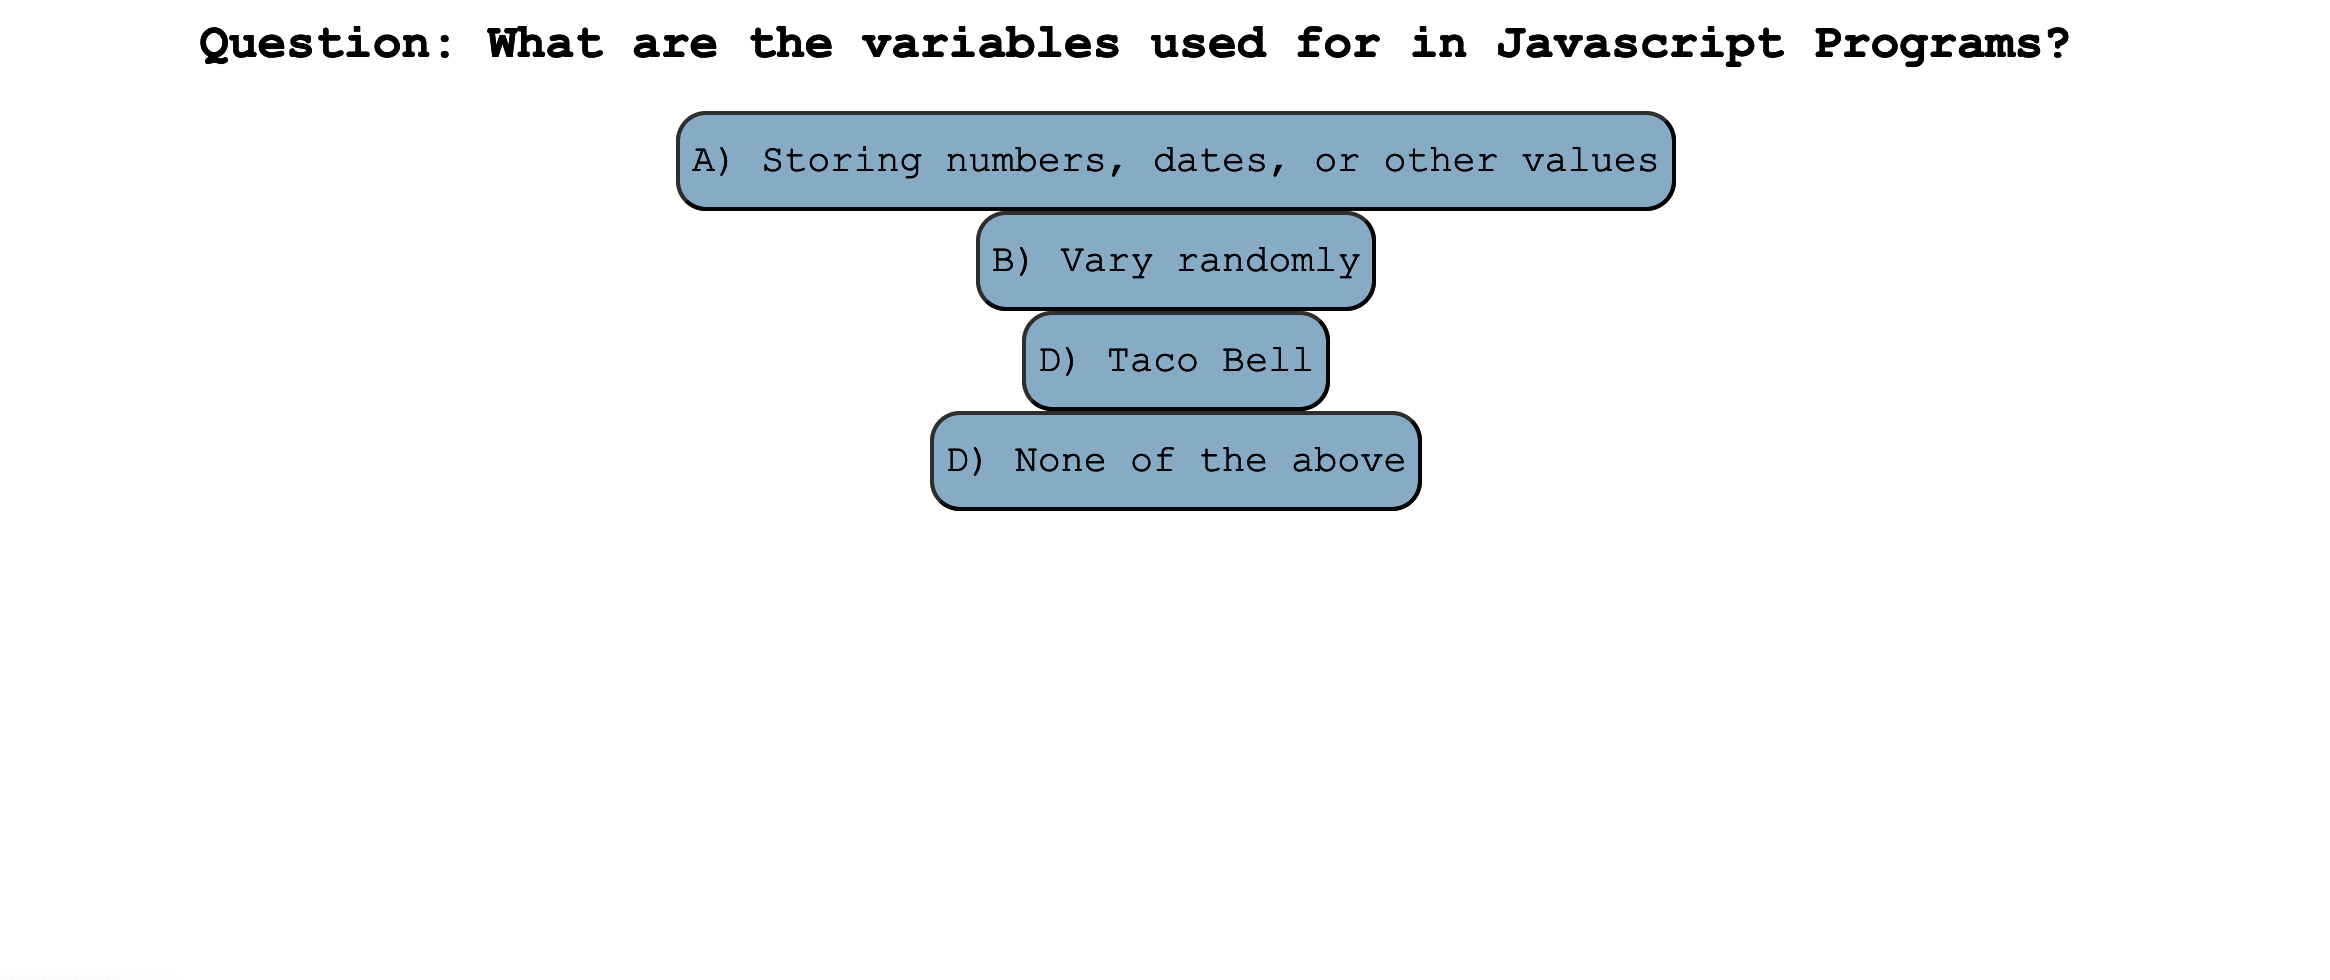 Question: What are the variables used for in Javascript Programs?
A) Storing numbers, dates, or other values
B) Vary randomly
D) Taco Bell
D) None of the above